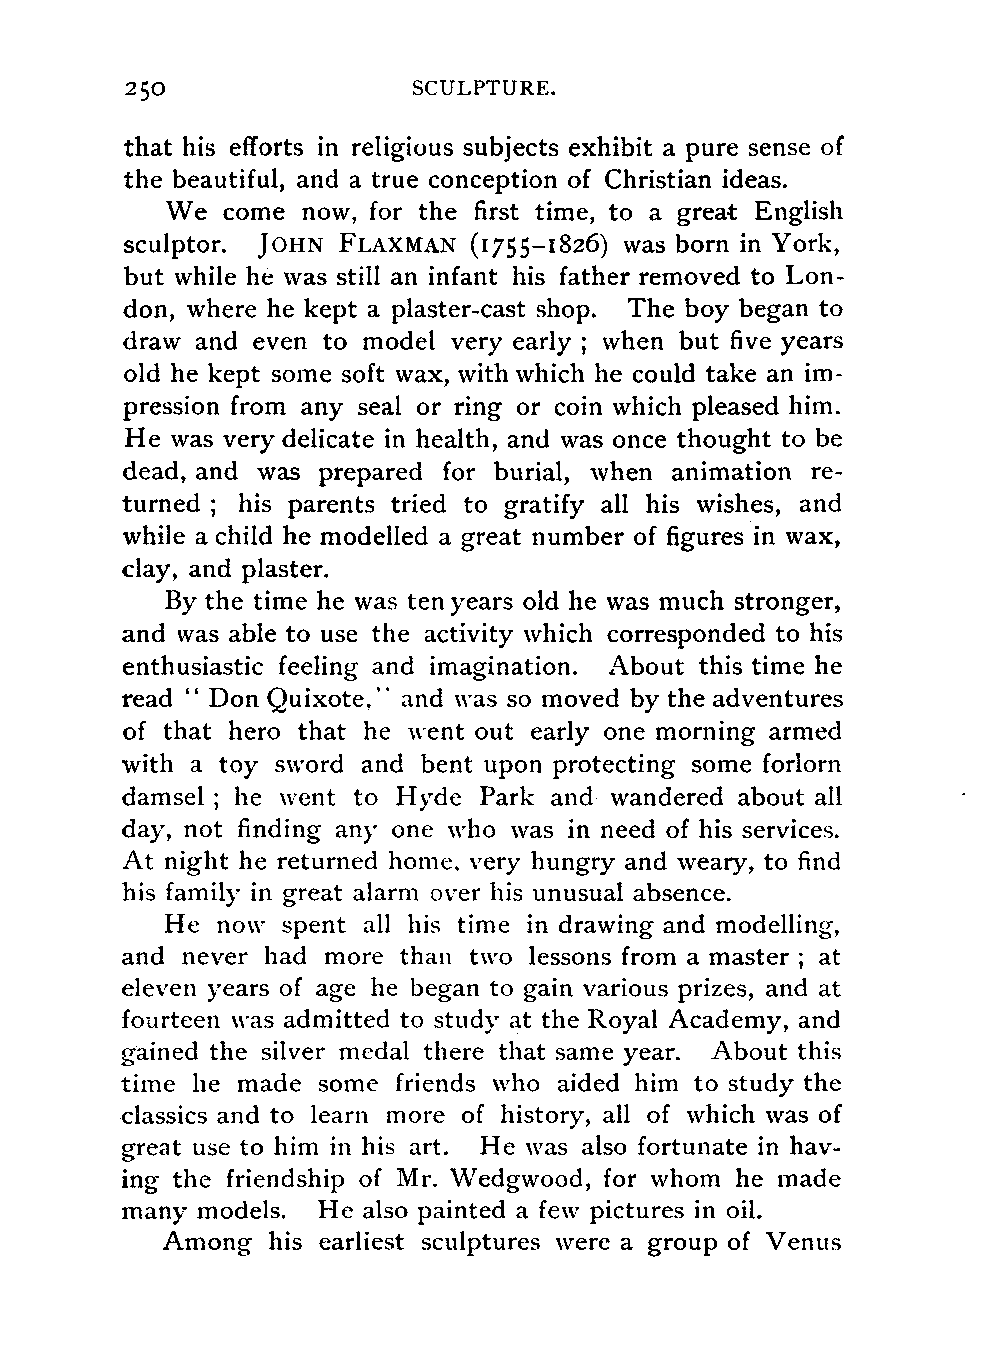 250 SCULPTURE.
that his efforts in religious subjects exhibit a pure sense of
the beautiful, and a true conception of Christian ideas.
We come now, for the first time, to a great English
sculptor. JOHN FLAXMAN (1755–1826) was born in York,
but while he was still an infant his father removed to Lon-
don, where he kept a plaster-cast shop. The boy began to
draw and even to model very early ; when but five years
old he kept some soft wax, with which he could take an im-
pression from any seal or ring or coin which pleased him.
He was very delicate in health, and was once thought to be
dead, and was prepared for burial, when animation re-
turned ; his parents tried to gratify all his wishes, and
while a child he modelled a great number of figures in wax,
clay, and plaster.
By the time he was ten years old he was much stronger,
and was able to use the activity which corresponded to his
enthusiastic feeling and imagination. About this time he
read " Don Quixote," and was so moved by the adventures
of that hero that he went out early one morning armed
with a toy sword and bent upon protecting some forlorn
damsel ; he went to Hyde Park and wandered about all
day, not finding any one who was in need of his services.
At night he returned home, very hungry and weary, to find
his family in great alarm over his unusual absence.
He now spent all his time in drawing and modelling,
and never had more than two lessons from a master ; at
eleven years of age he began to gain various prizes, and at
fourteen was admitted to study at the Royal Academy, and
gained the silver medal there that same year. About this
time he made some friends who aided him to study the
classics and to learn more of history, all of which was of
great use to him in his art. He was also fortunate in hav-
ing the friendship of Mr. Wedgwood, for whom he made
many models. He also painted a few pictures in oil.
Among his earliest sculptures were a group of Venus